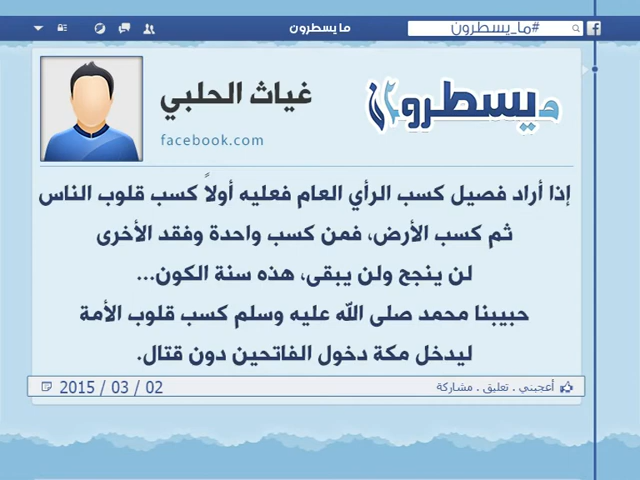 ما يسطرون
#ما_يسطرون
ما يسطرون
غياث الحلبي
facebook.com
إذا أراد فصيل كسب الرأي العام فعليه أولاً كسب قلوب الناس
ثم كسب الأرض، فمن كسب واحدة وفقد الأخرى
لن ينجح ولن يبقى، هذه سنة الكون...
حبيبنا محمد صلى الله عليه وسلم كسب قلوب الأمة
ليدخل مكة دخول الفاتحين دون قتال.
أعجبني . تعليق . مشاركة
2015 / 03 / 02